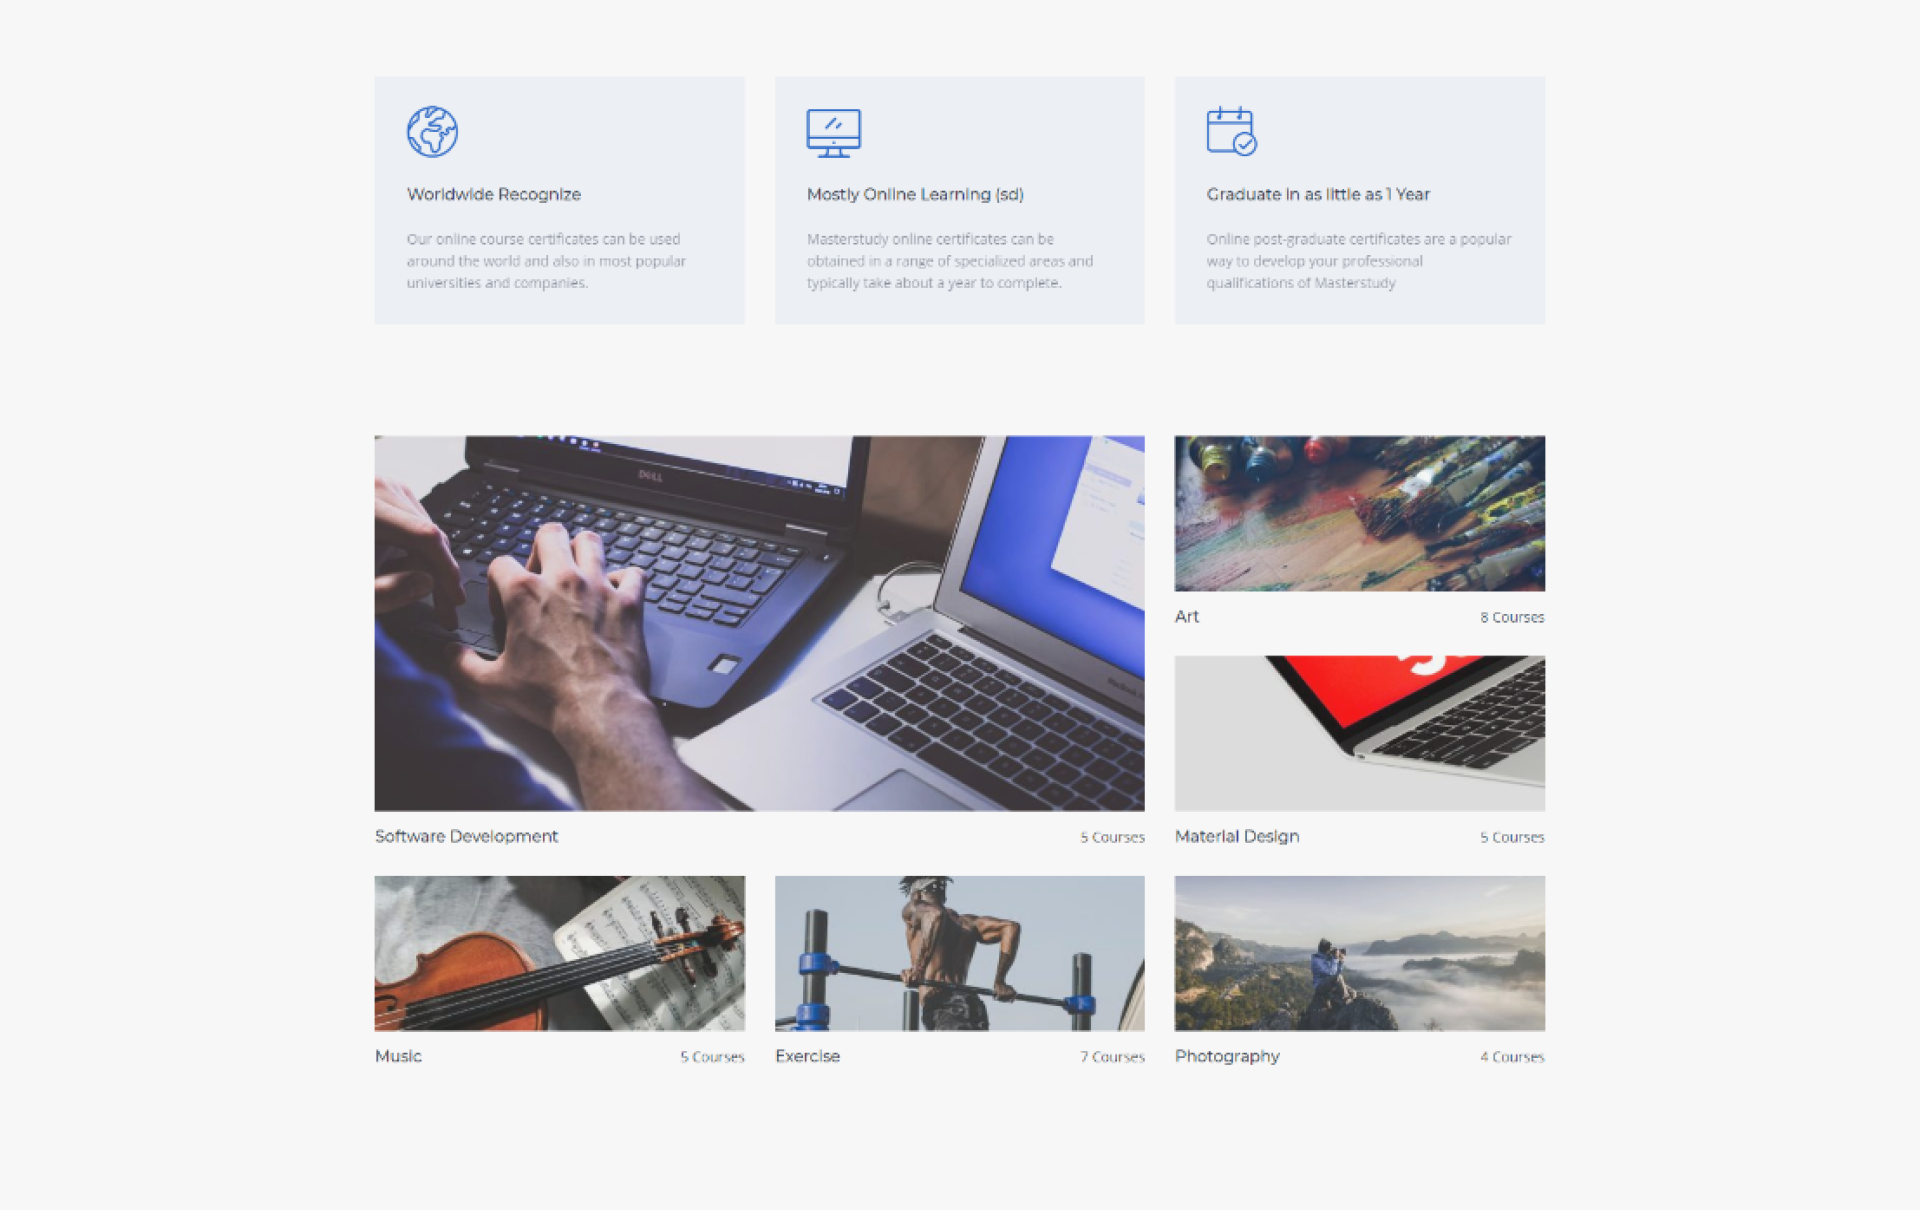 Worldwide Recognize
Our online course certificates can be used
around the world and also in most popular
universities and companies.
Mostly Online Learning (sd)
Masterstudy online certificates can be
obtained in a range of specialized areas and
typically take about a year to complete.
Graduate in as little as 1 Year
Online post-graduate certificates are a popular
way to develop your professional
qualifications of Masterstudy
DELL
Software Development
5 Courses
Art
8 Courses
Material Design
5 Courses
Music
5 Courses
Exercise
7 Courses
Photography
4 Courses